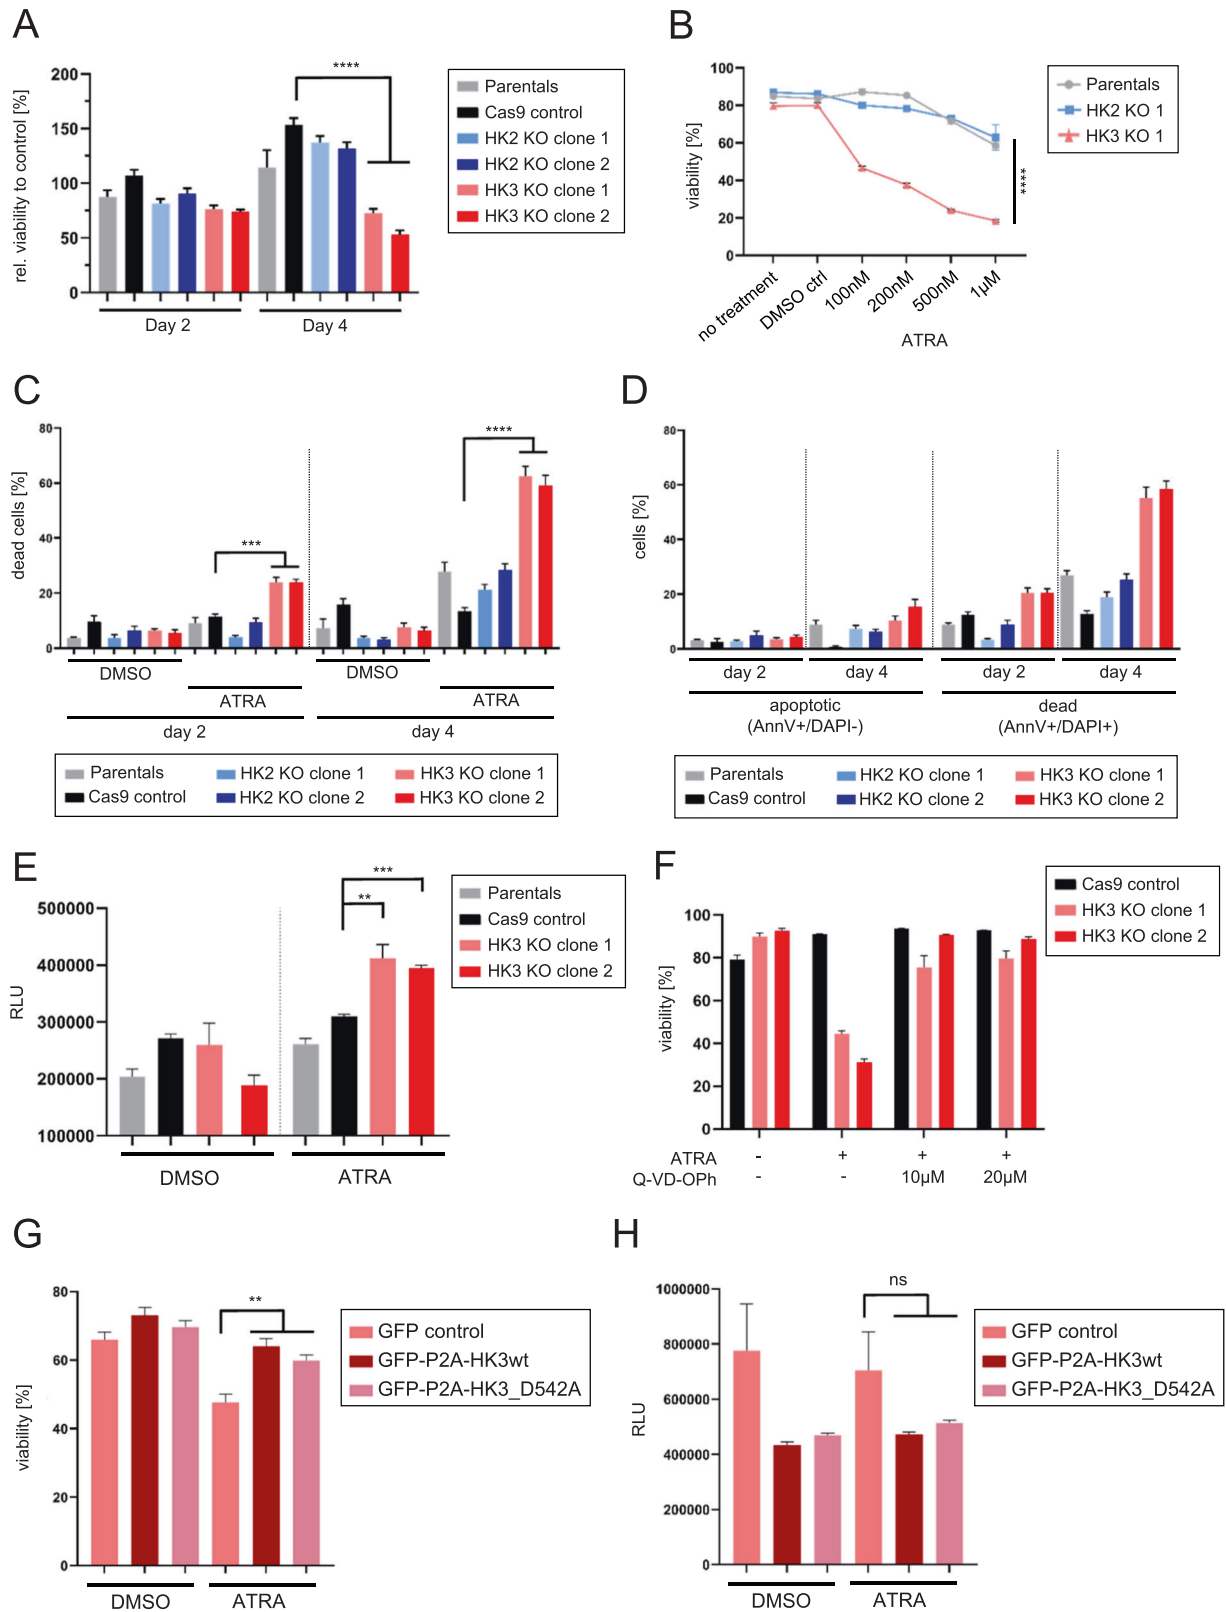 A
rel. viability to control [%]
200
150
100
50
0
****
Day 2
Day 4
Parentals
Cas9 control
HK2 KO clone 1
HK2 KO clone 2
HK3 KO clone 1
HK3 KO clone 2
B
viability [%]
100
80
60
40
20
0
****
no treatment
DMSO ctrl
100nM
200nM
500nM
1µM
ATRA
Parentals
HK2 KO 1
HK3 KO 1
C
dead cells [%]
80
60
40
20
0
***
****
DMSO
DMSO
ATRA
ATRA
day 2
day 4
Parentals
HK2 KO clone 1
HK3 KO clone 1
Cas9 control
HK2 KO clone 2
HK3 KO clone 2
D
cells [%]
80
60
40
20
0
day 2
day 4
day 2
day 4
apoptotic
(AnnV+/DAPI-)
dead
(AnnV+/DAPI+)
Parentals
HK2 KO clone 1
HK3 KO clone 1
Cas9 control
HK2 KO clone 2
HK3 KO clone 2
E
RLU
500000
400000
300000
200000
100000
***
**
DMSO
ATRA
Parentals
Cas9 control
HK3 KO clone 1
HK3 KO clone 2
F
viability [%]
100
80
60
40
20
0
ATRA - + + +
Q-VD-OPh - - 10µM 20µM
Cas9 control
HK3 KO clone 1
HK3 KO clone 2
G
viability [%]
80
60
40
20
0
**
DMSO
ATRA
GFP control
GFP-P2A-HK3wt
GFP-P2A-HK3_D542A
H
RLU
1000000
800000
600000
400000
200000
0
ns
DMSO
ATRA
GFP control
GFP-P2A-HK3wt
GFP-P2A-HK3_D542A